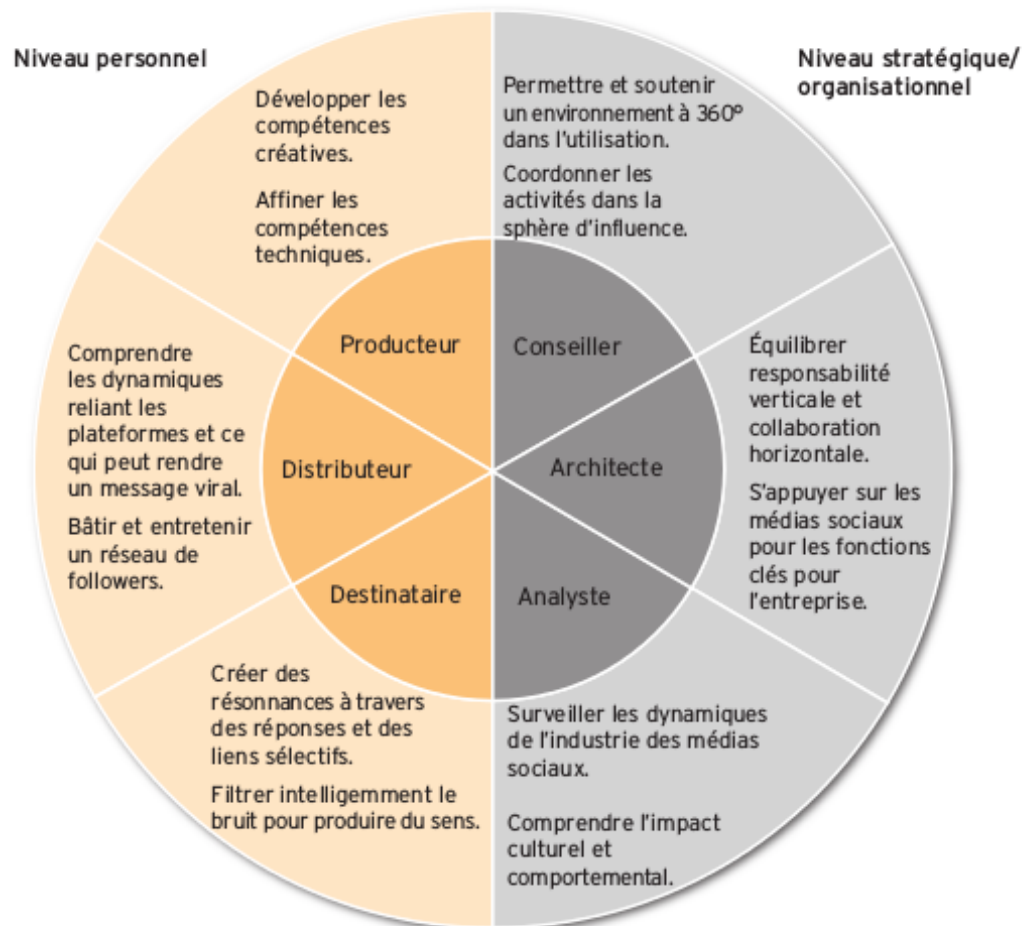 Niveau personnel
Niveau stratégique/
organisationnel
Développer les
compétences
créatives.
Affiner les
compétences
techniques.
Permettre et soutenir
un environnement à 360°
dans l'utilisation.
Coordonner les
activités dans la
sphère d'influence.
Producteur
Conseiller
Comprendre
les dynamiques
reliant les
plateformes et ce
qui peut rendre
un message viral.
Bâtir et entretenir
un réseau de
followers.
Distributeur
Architecte
Équilibrer
responsabilité
verticale et
collaboration
horizontale.
S'appuyer sur les
médias sociaux
pour les fonctions
clés pour
l'entreprise.
Destinataire
Analyste
Créer des
résonnances à travers
des réponses et des
liens sélectifs.
Filtrer intelligemment le
bruit pour produire du sens.
Surveiller les dynamiques
de l'industrie des médias
sociaux.
Comprendre l'impact
culturel et
comportemental.